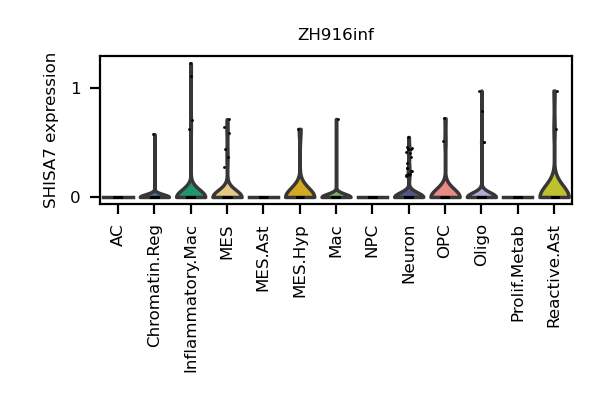 ZH916inf
SHISA7 expression
1
0
AC
Chromatin.Reg
Inflammatory.Mac
MES
MES.Ast
MES.Hyp
Mac
NPC
Neuron
OPC
Oligo
Prolif.Metab
Reactive.Ast